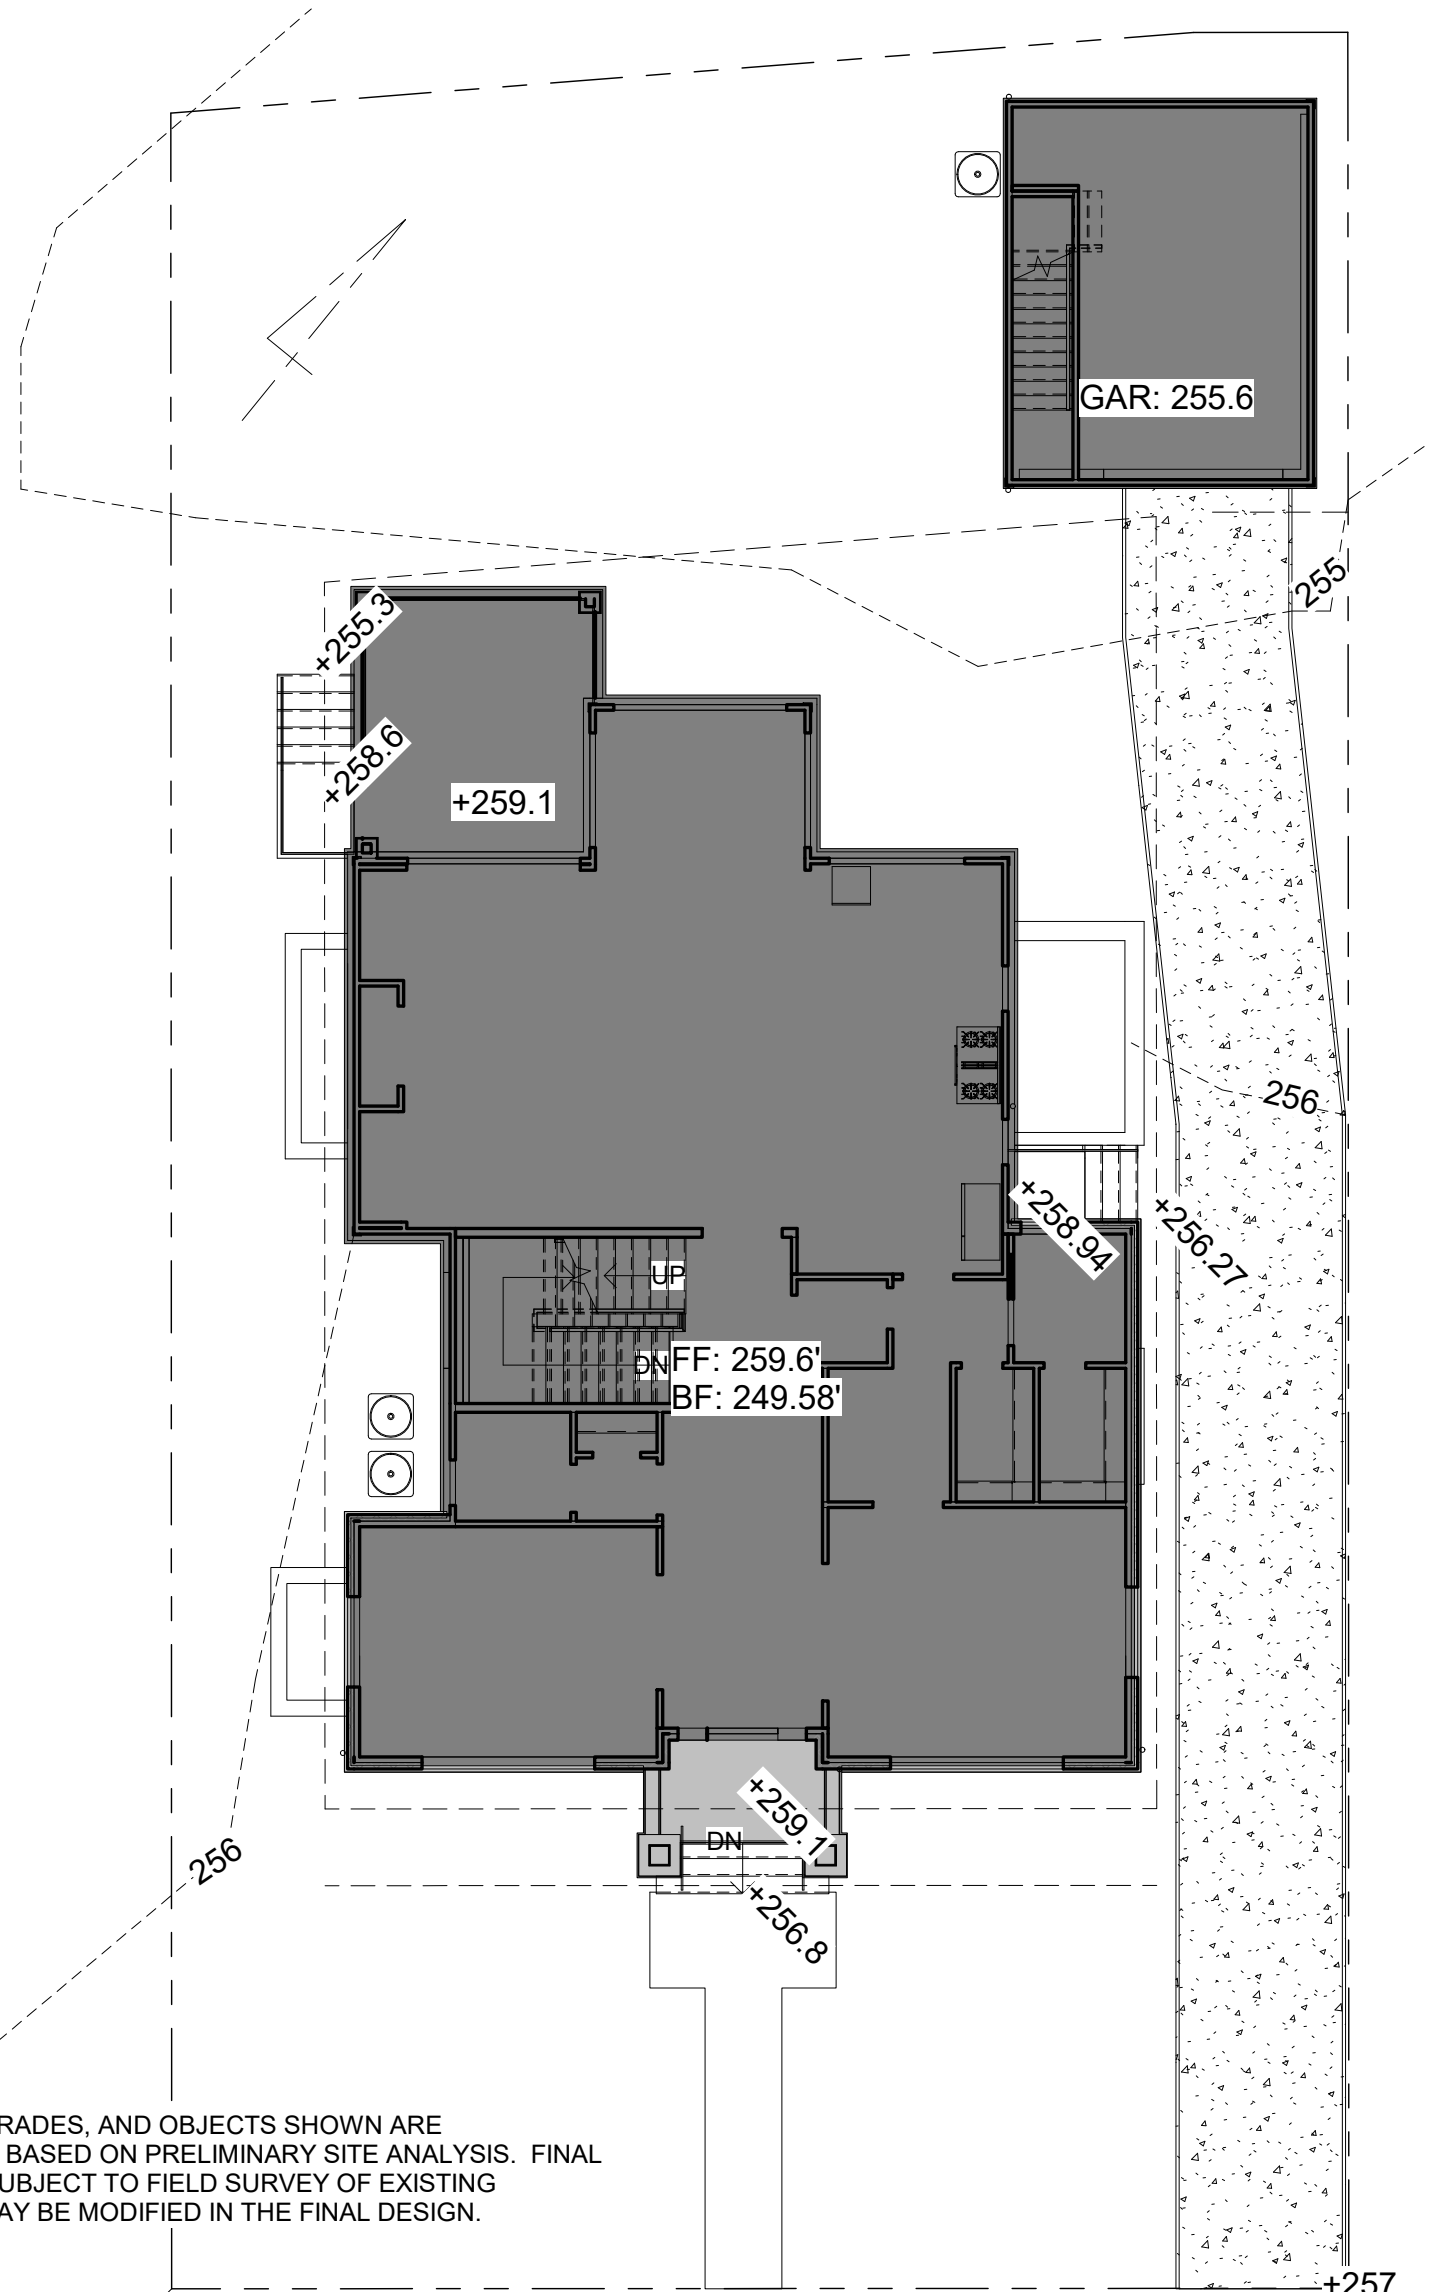 GAR: 255.6
255
+255.3
+258.6
+259.1
256
+258.94
+256.27
UP
DN
FF: 259.6'
BF: 249.58'
+259.1
DN
256
+256.8
RADES, AND OBJECTS SHOWN ARE
BASED ON PRELIMINARY SITE ANALYSIS. FINAL
UBJECT TO FIELD SURVEY OF EXISTING
AY BE MODIFIED IN THE FINAL DESIGN.
+257